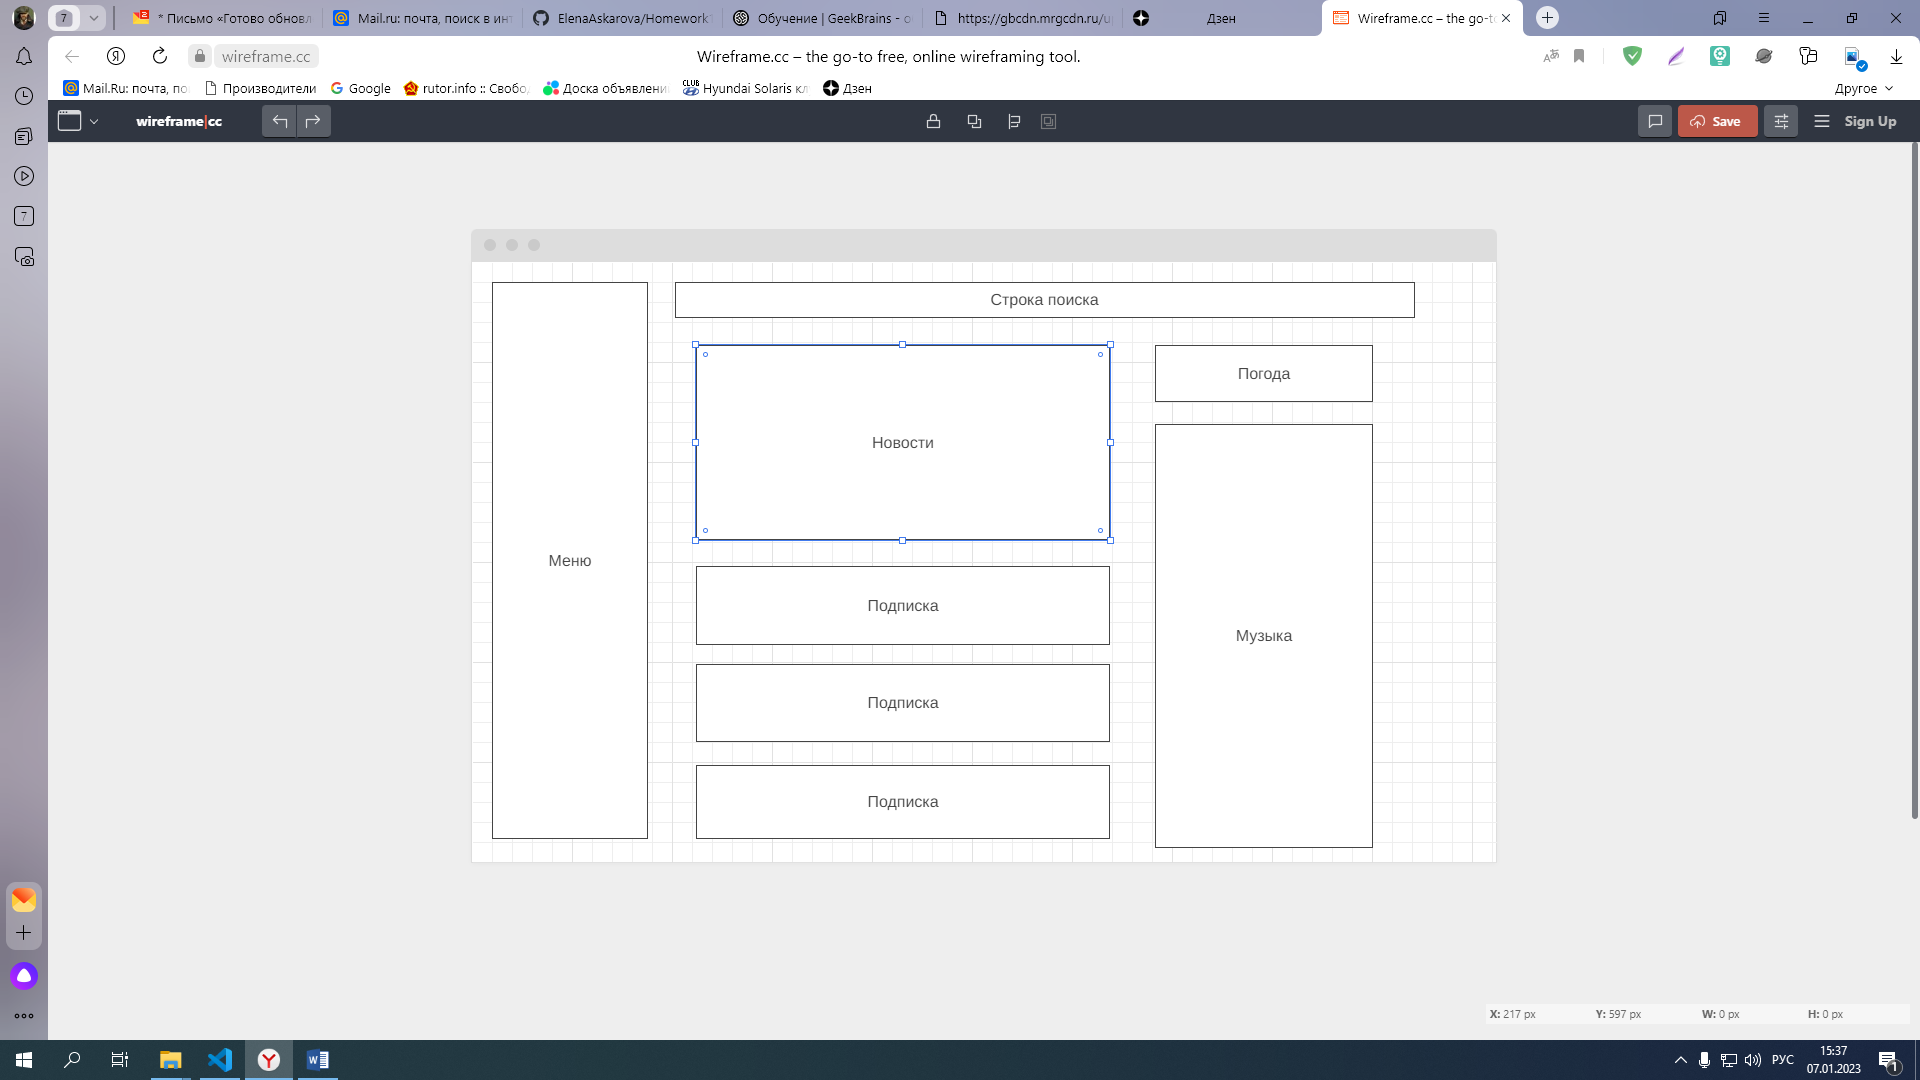 7
* Письмо «Готово обновл
Mail.ru: почта, поиск в инт
ElenaAskarova/Homework
Обучение | GeekBrains - о
https://gbcdn.mrgcdn.ru/u
Дзен
Wireframe.cc – the go-t
wireframe.cc
Wireframe.cc – the go-to free, online wireframing tool.
Mail.Ru: почта, по
Производители
Google
rutor.info :: Свобо
Доска объявлени
Hyundai Solaris кл
Дзен
Другое
wireframe|cc
Save
Sign Up
7
Строка поиска
Погода
Новости
Меню
Подписка
Музыка
Подписка
Подписка
X: 217 px
Y: 597 px
W: 0 px
H: 0 px
РУС
15:37
07.01.2023
1